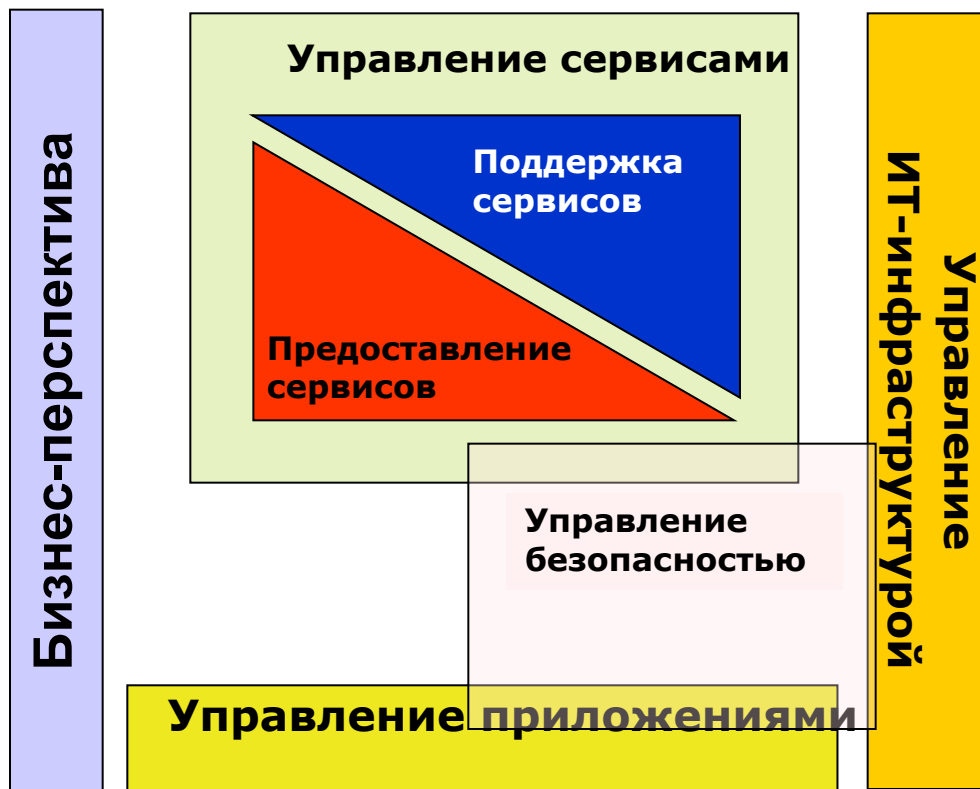 Бизнес-перспектива
Управление сервисами
Поддержка
сервисов
Предоставление
сервисов
Управление
безопасностью
Управление приложениями
Управление
ИТ-инфраструктурой